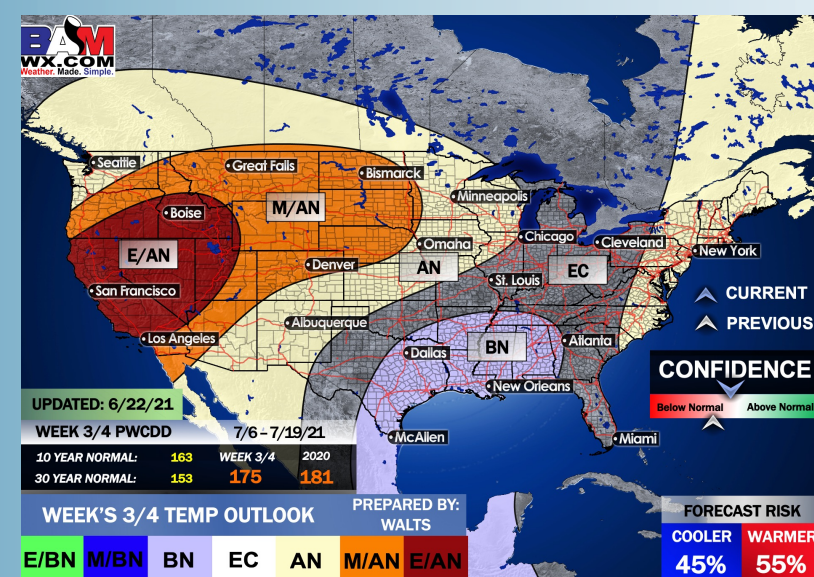 BAM
WX.COM
Weather. Made. Simple.
Seattle
Great Falls
Bismarck
Minneapolis
Boise
M/AN
E/AN
Omaha
Chicago
Cleveland
New York
Denver
AN
EC
St. Louis
San Francisco
CURRENT
PREVIOUS
Albuquerque
Los Angeles
BN
Atlanta
Dallas
New Orleans
McAllen
Miami
CONFIDENCE
Below Normal
Above Normal
UPDATED: 6/22/21
WEEK 3/4 PWCDD 7/6 - 7/19/21
10 YEAR NORMAL: 163 WEEK 3/4 2020
30 YEAR NORMAL: 153 175 181
WEEK'S 3/4 TEMP OUTLOOK
PREPARED BY:
WALTS
E/BN M/BN BN EC AN M/AN E/AN
FORECAST RISK
COOLER WARMER
45% 55%